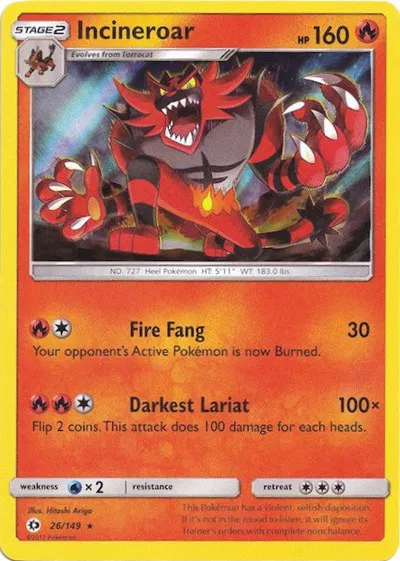 STAGE2 Incineroar HP 160
Evolves from Torracat
NO. 727 Heel Pokémon HT: 5'11" WT: 183.0 lbs.
Fire Fang 30
Your opponent's Active Pokémon is now Burned.
Darkest Lariat 100×
Flip 2 coins. This attack does 100 damage for each heads.
weakness ×2 resistance retreat
Illus. Hitoshi Ariga
26/149 ★
©2017 Pokémon
This Pokémon has a violent, selfish disposition.
If it's not in the mood to listen, it will ignore its
Trainer's orders with complete nonchalance.